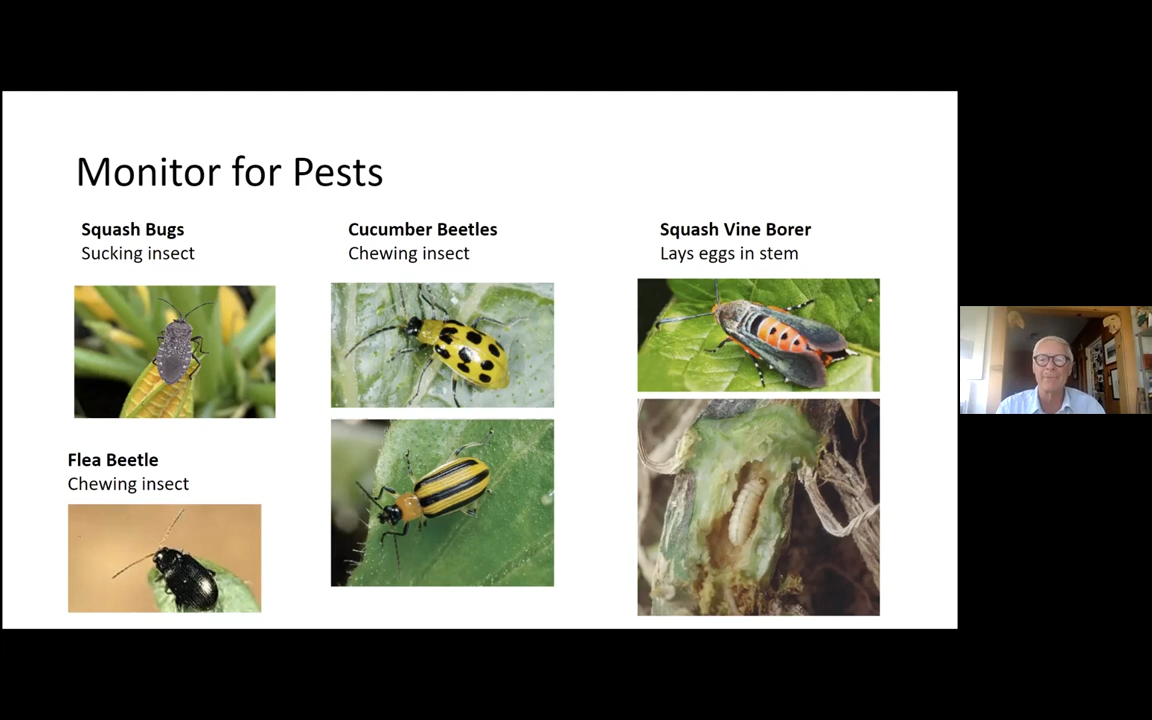 Monitor for Pests
Squash Bugs
Sucking insect
Cucumber Beetles
Chewing insect
Squash Vine Borer
Lays eggs in stem
Flea Beetle
Chewing insect